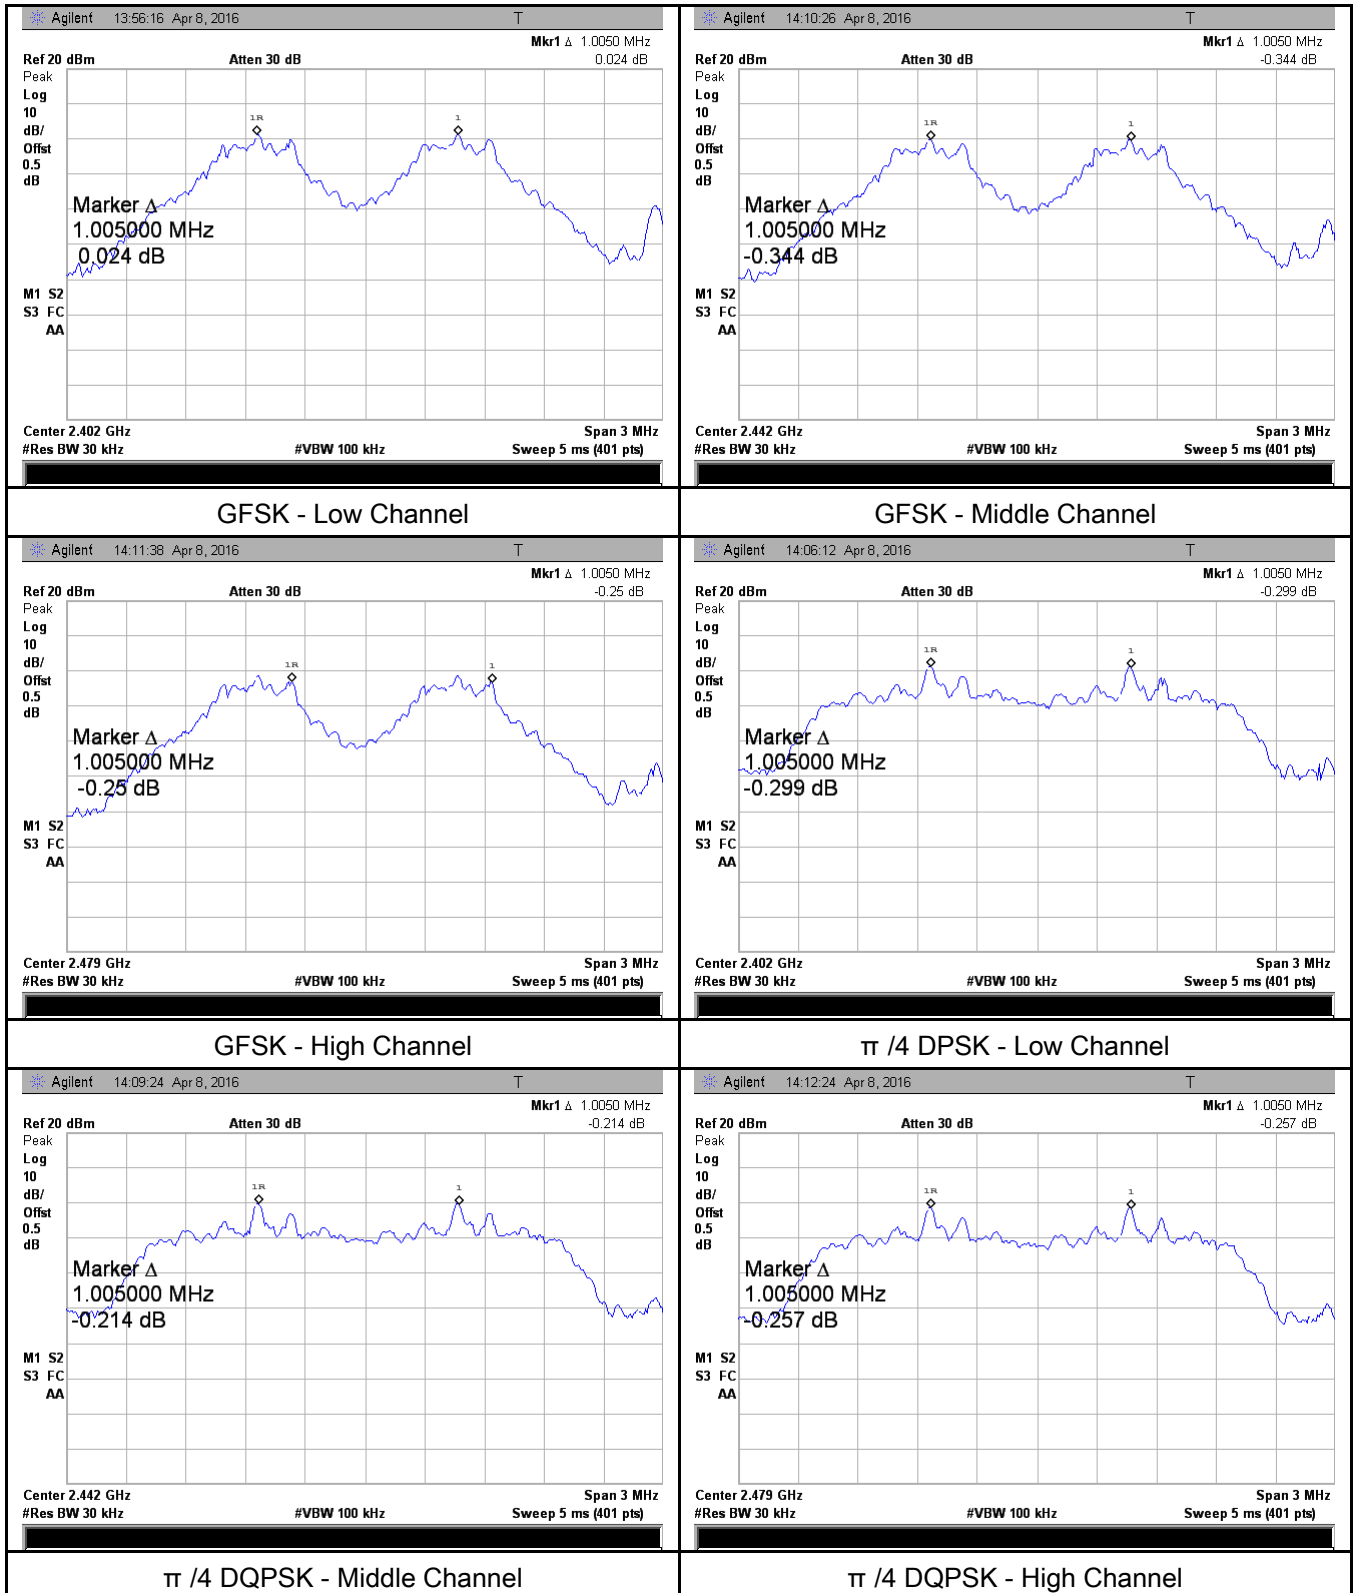 Agilent 13:56:16 Apr 8, 2016 T
Mkr1 Δ 1.0050 MHz
Ref 20 dBm Atten 30 dB 0.024 dB
Peak
Log
10
dB/
Offst
0.5
dB
1R 1
Marker Δ
1.005000 MHz
0.024 dB
M1 S2
S3 FC
AA
Center 2.402 GHz Span 3 MHz
#Res BW 30 kHz #VBW 100 kHz Sweep 5 ms (401 pts)
GFSK - Low Channel
Agilent 14:10:26 Apr 8, 2016 T
Mkr1 Δ 1.0050 MHz
Ref 20 dBm Atten 30 dB -0.344 dB
Peak
Log
10
dB/
Offst
0.5
dB
1R 1
Marker Δ
1.005000 MHz
-0.344 dB
M1 S2
S3 FC
AA
Center 2.442 GHz Span 3 MHz
#Res BW 30 kHz #VBW 100 kHz Sweep 5 ms (401 pts)
GFSK - Middle Channel
Agilent 14:11:38 Apr 8, 2016 T
Mkr1 Δ 1.0050 MHz
Ref 20 dBm Atten 30 dB -0.25 dB
Peak
Log
10
dB/
Offst
0.5
dB
1R 1
Marker Δ
1.005000 MHz
-0.25 dB
M1 S2
S3 FC
AA
Center 2.479 GHz Span 3 MHz
#Res BW 30 kHz #VBW 100 kHz Sweep 5 ms (401 pts)
GFSK - High Channel
Agilent 14:06:12 Apr 8, 2016 T
Mkr1 Δ 1.0050 MHz
Ref 20 dBm Atten 30 dB -0.299 dB
Peak
Log
10
dB/
Offst
0.5
dB
1R 1
Marker Δ
1.005000 MHz
-0.299 dB
M1 S2
S3 FC
AA
Center 2.402 GHz Span 3 MHz
#Res BW 30 kHz #VBW 100 kHz Sweep 5 ms (401 pts)
π /4 DPSK - Low Channel
Agilent 14:09:24 Apr 8, 2016 T
Mkr1 Δ 1.0050 MHz
Ref 20 dBm Atten 30 dB -0.214 dB
Peak
Log
10
dB/
Offst
0.5
dB
1R 1
Marker Δ
1.005000 MHz
-0.214 dB
M1 S2
S3 FC
AA
Center 2.442 GHz Span 3 MHz
#Res BW 30 kHz #VBW 100 kHz Sweep 5 ms (401 pts)
π /4 DQPSK - Middle Channel
Agilent 14:12:24 Apr 8, 2016 T
Mkr1 Δ 1.0050 MHz
Ref 20 dBm Atten 30 dB -0.257 dB
Peak
Log
10
dB/
Offst
0.5
dB
1R 1
Marker Δ
1.005000 MHz
-0.257 dB
M1 S2
S3 FC
AA
Center 2.479 GHz Span 3 MHz
#Res BW 30 kHz #VBW 100 kHz Sweep 5 ms (401 pts)
π /4 DQPSK - High Channel